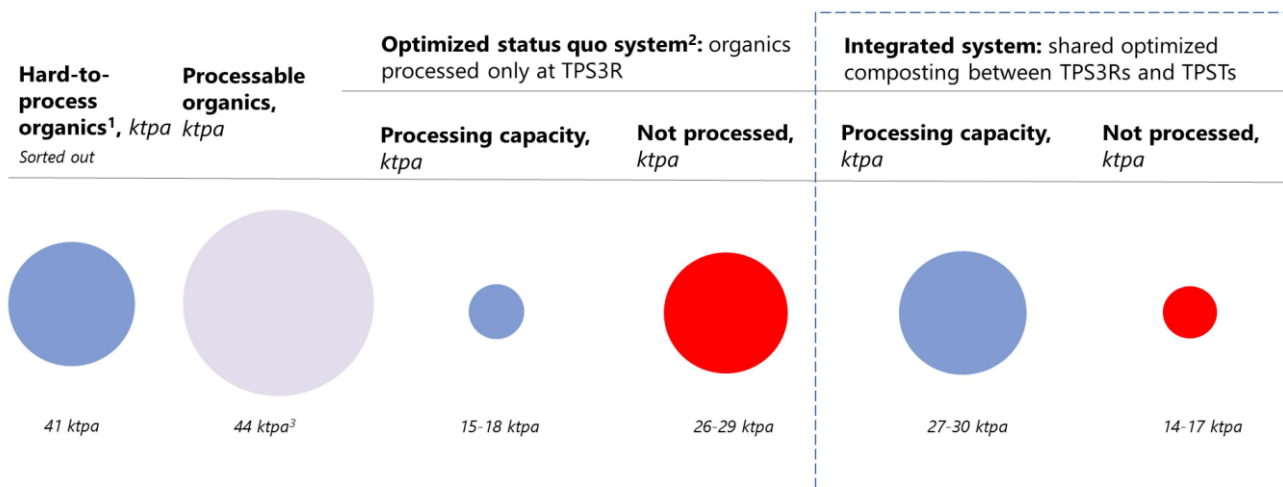 Hard-to-
process
organics¹, ktpa
Sorted out
Processable
organics,
ktpa
Optimized status quo system²: organics
processed only at TPS3R
Processing capacity,
ktpa
Not processed,
ktpa
Integrated system: shared optimized
composting between TPS3Rs and TPSTs
Processing capacity,
ktpa
Not processed,
ktpa
41 ktpa
44 ktpa³
15-18 ktpa
26-29 ktpa
27-30 ktpa
14-17 ktpa